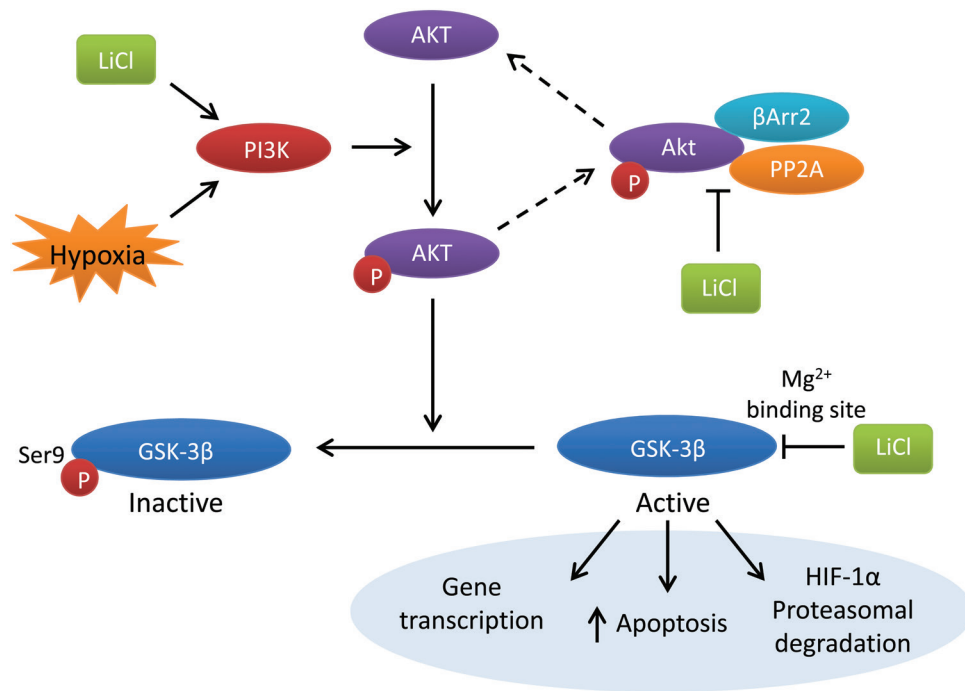 AKT
LiCl
βArr2
Akt
PI3K
PP2A
P
Hypoxia
AKT
P
LiCl
Mg²⁺
binding site
Ser9
GSK-3β
GSK-3β
LiCl
P
Inactive
Active
Gene
transcription
↑ Apoptosis
HIF-1α
Proteasomal
degradation